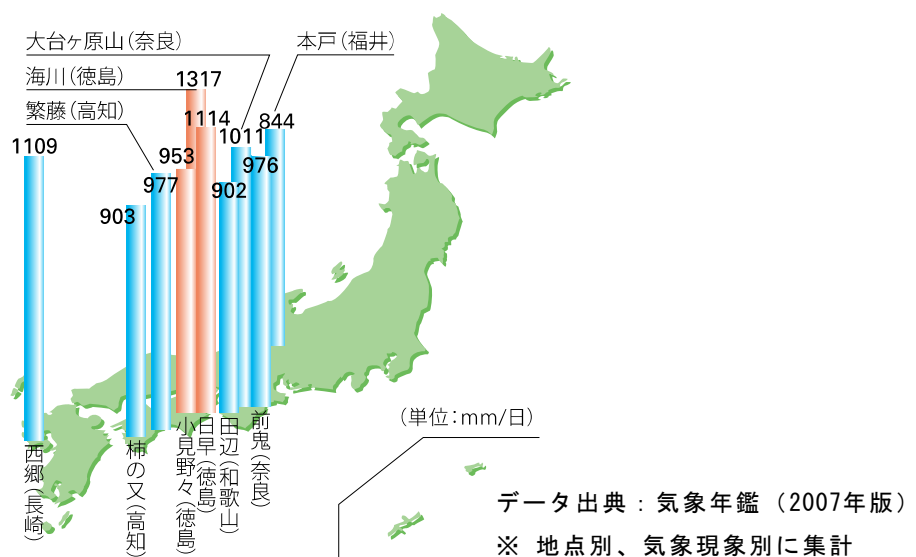 大台ヶ原山(奈良)
本戸(福井)
海川(徳島)
1317
繁藤(高知)
1114
1011
844
1109
953
976
977
902
903
(単位:mm/日)
西郷(長崎)
柿の又(高知)
小見野々(徳島)
日早(徳島)
田辺(和歌山)
前鬼(奈良)
データ出典:気象年鑑(2007年版)
※ 地点別、気象現象別に集計